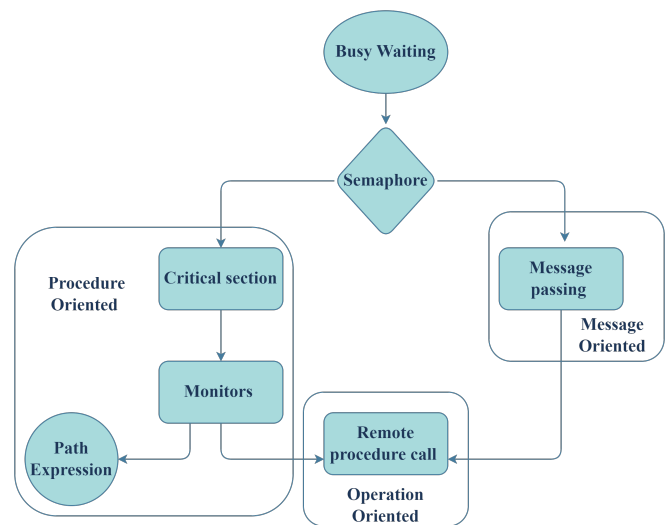 Busy Waiting
Semaphore
Procedure
Oriented
Critical section
Message
passing
Message
Oriented
Monitors
Path
Expression
Remote
procedure call
Operation
Oriented